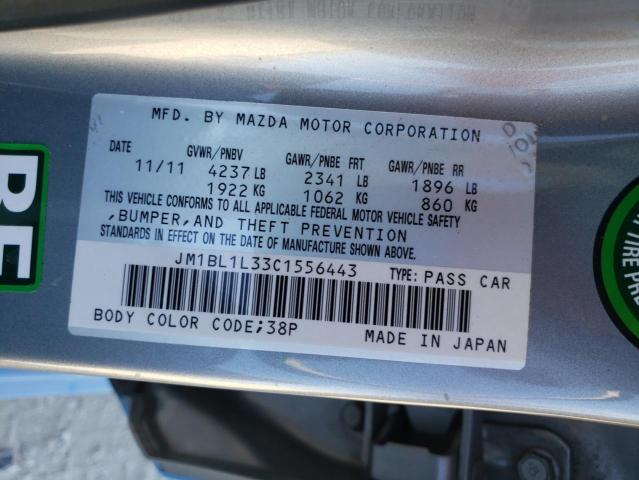 MFD. BY MAZDA MOTOR CORPORATION
DATE GVWR/PNBV GAWR/PNBE FRT GAWR/PNBE RR
11/11 4237 LB 2341 LB 1896 LB
1922 KG 1062 KG 860 KG
THIS VEHICLE CONFORMS TO ALL APPLICABLE FEDERAL MOTOR VEHICLE SAFETY
,BUMPER,AND THEFT PREVENTION
STANDARDS IN EFFECT ON THE DATE OF MANUFACTURE SHOWN ABOVE.
JM1BL1L33C1556443 TYPE: PASS CAR
BODY COLOR CODE;38P MADE IN JAPAN
RE
TIRE PR